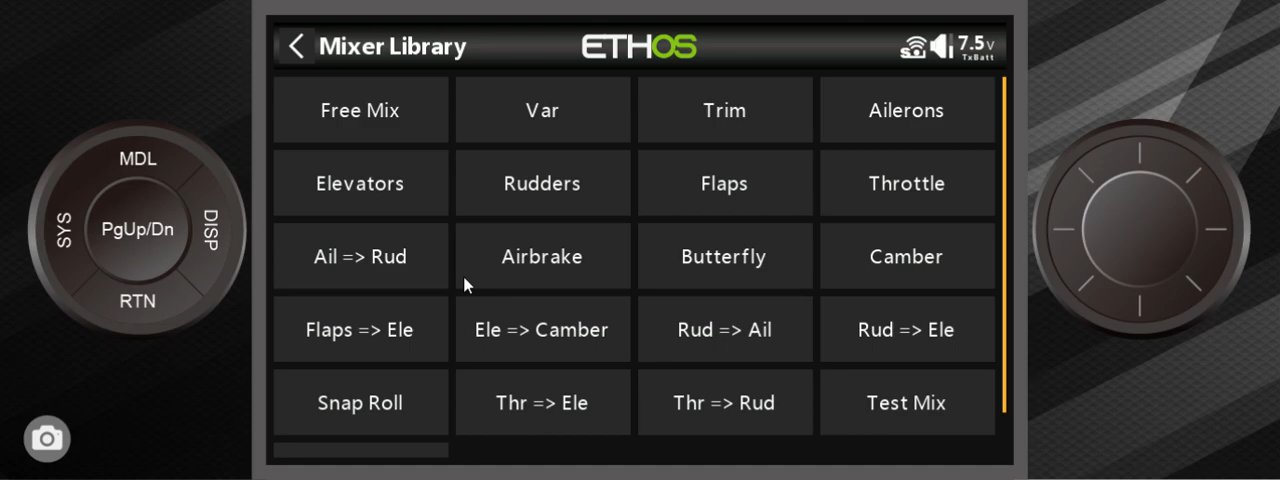 Mixer Library
ETHOS
7.5V
TxBatt
Free Mix
Var
Trim
Ailerons
Elevators
Rudders
Flaps
Throttle
Ail => Rud
Airbrake
Butterfly
Camber
Flaps => Ele
Ele => Camber
Rud => Ail
Rud => Ele
Snap Roll
Thr => Ele
Thr => Rud
Test Mix
MDL
SYS
PgUp/Dn
DISP
RTN